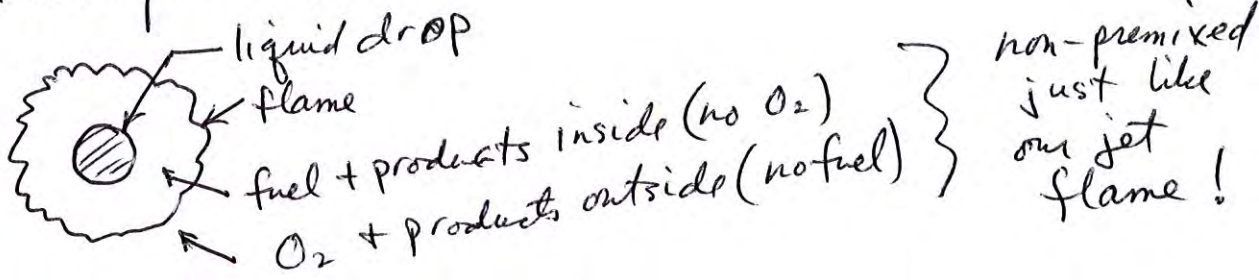 liquid drop
flame
fuel + products inside (no O₂)
O₂ + products outside (no fuel)
non-premixed
just like
our jet
flame!